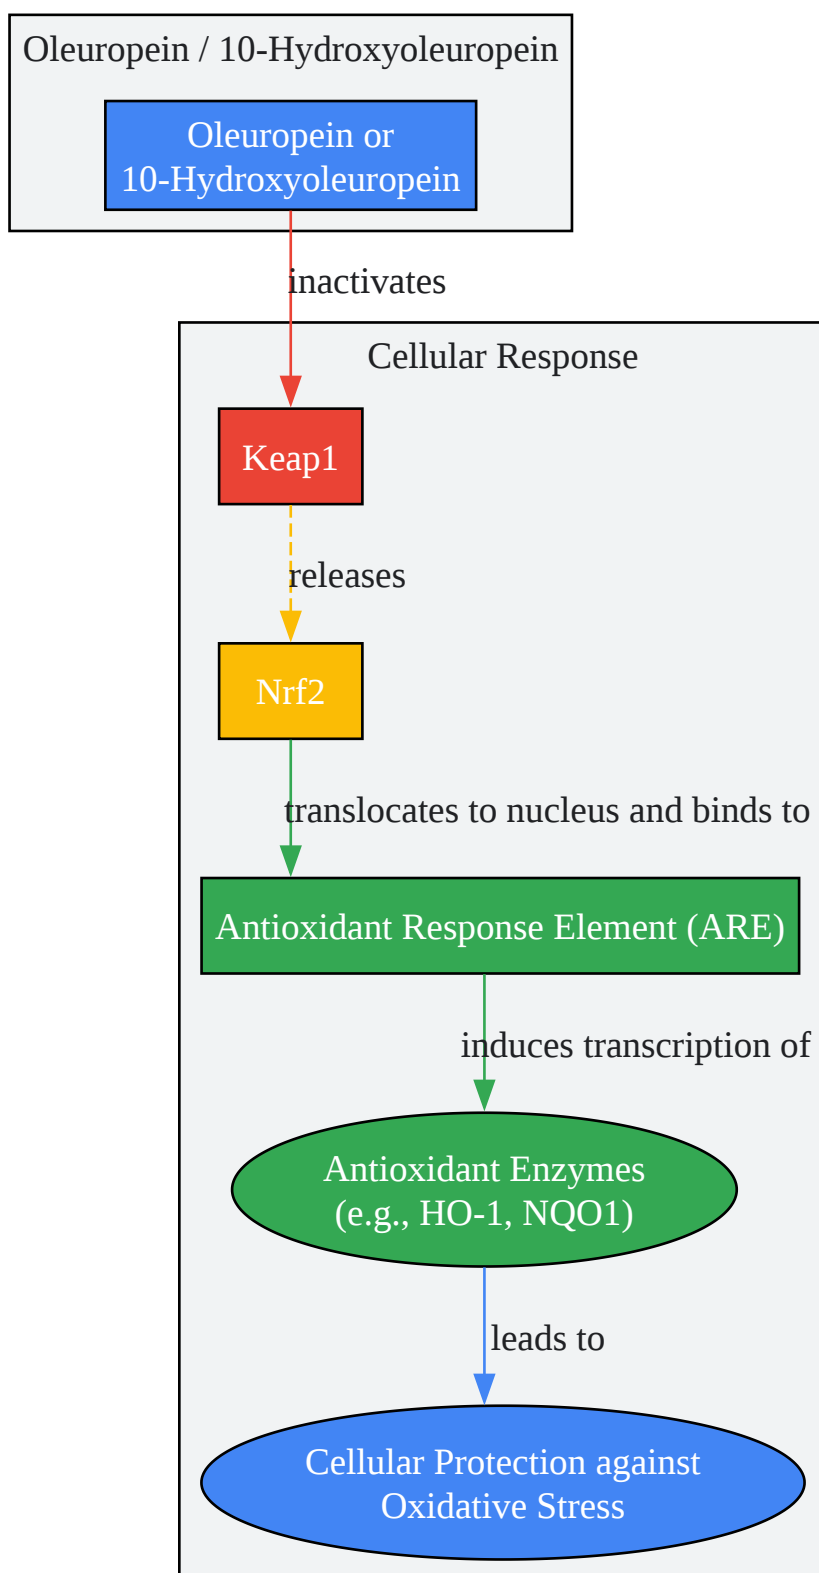 Oleuropein / 10-Hydroxyoleuropein
Oleuropein or
10-Hydroxyoleuropein
inactivates
Cellular Response
Keap1
releases
Nrf2
translocates to nucleus and binds to
Antioxidant Response Element (ARE)
induces transcription of
Antioxidant Enzymes
(e.g., HO-1, NQO1)
leads to
Cellular Protection against
Oxidative Stress